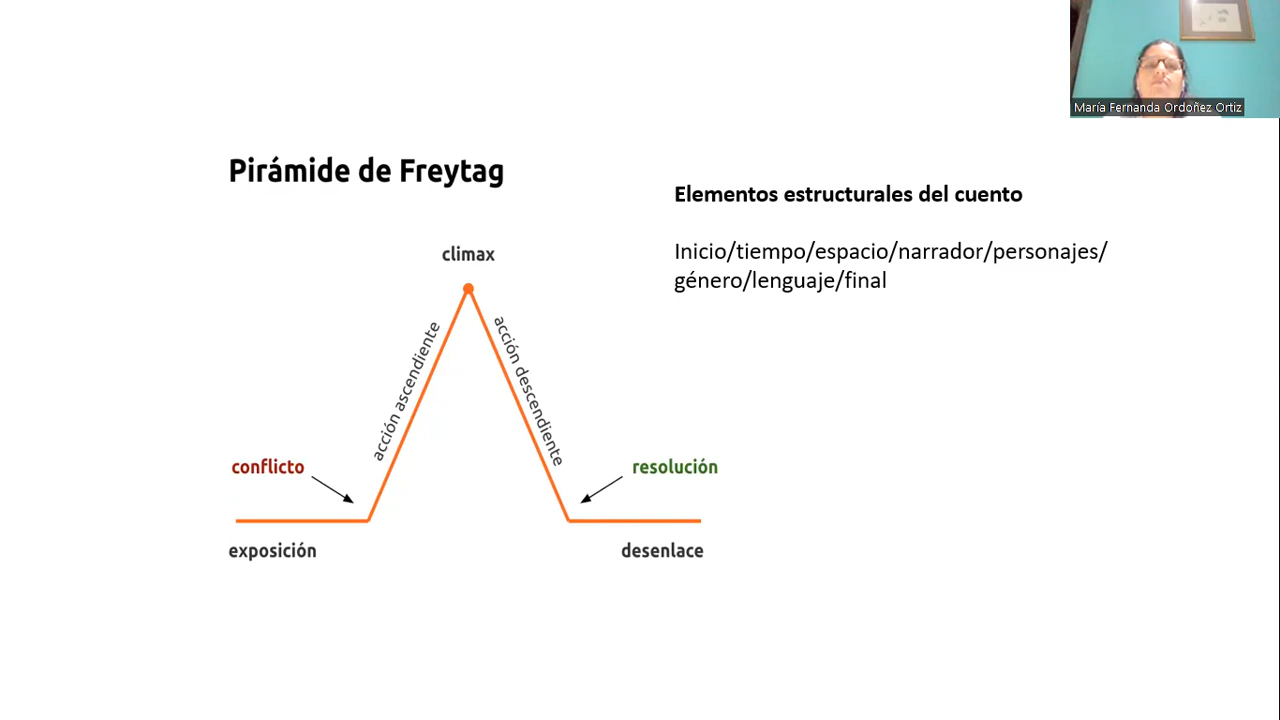 María Fernanda Ordoñez Ortiz
Pirámide de Freytag
Elementos estructurales del cuento
Inicio/tiempo/espacio/narrador/personajes/
género/lenguaje/final
climax
acción ascendiente
acción descendiente
conflicto
resolución
exposición
desenlace